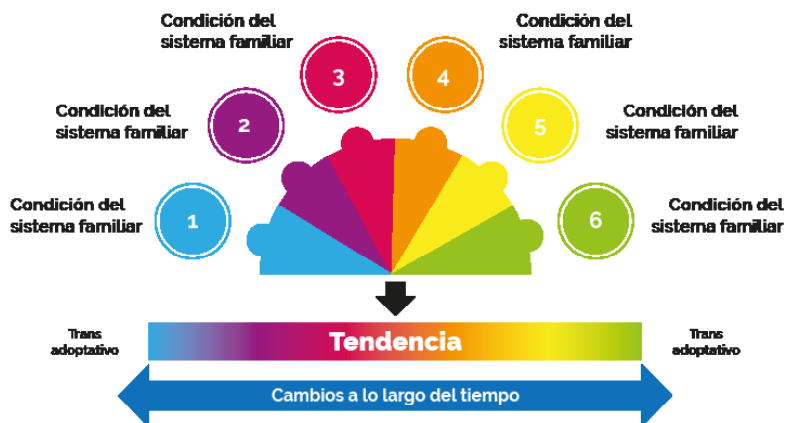 Condición del
sistema familiar
3
Condición del
sistema familiar
4
Condición del
sistema familiar
2
Condición del
sistema familiar
5
Condición del
sistema familiar
1
Condición del
sistema familiar
6
Trans
adoptativo
Tendencia
Trans
adoptativo
Cambios a lo largo del tiempo